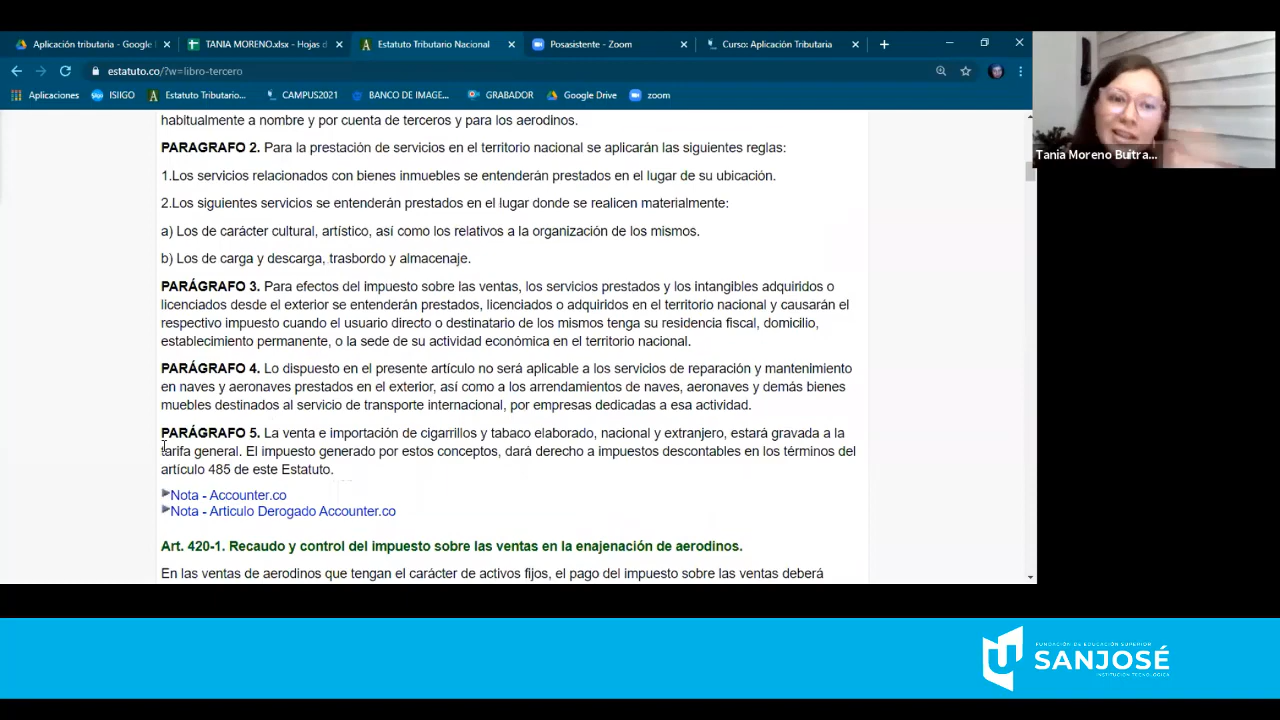 Aplicación tributaria - Google
TANIA MORENO.xlsx - Hojas d
Estatuto Tributario Nacional
Posasistente - Zoom
Curso: Aplicación Tributaria
estatuto.co/?w=libro-tercero
Aplicaciones
SIIGO
Estatuto Tributario...
CAMPUS2021
BANCO DE IMAGE...
GRABADOR
Google Drive
zoom
Tania Moreno Buitra...
habitualmente a nombre y por cuenta de terceros y para los aerodinos.
PARAGRAFO 2. Para la prestación de servicios en el territorio nacional se aplicarán las siguientes reglas:
1.Los servicios relacionados con bienes inmuebles se entenderán prestados en el lugar de su ubicación.
2.Los siguientes servicios se entenderán prestados en el lugar donde se realicen materialmente:
a) Los de carácter cultural, artístico, así como los relativos a la organización de los mismos.
b) Los de carga y descarga, trasbordo y almacenaje.
PARÁGRAFO 3. Para efectos del impuesto sobre las ventas, los servicios prestados y los intangibles adquiridos o
licenciados desde el exterior se entenderán prestados, licenciados o adquiridos en el territorio nacional y causarán el
respectivo impuesto cuando el usuario directo o destinatario de los mismos tenga su residencia fiscal, domicilio,
establecimiento permanente, o la sede de su actividad económica en el territorio nacional.
PARÁGRAFO 4. Lo dispuesto en el presente artículo no será aplicable a los servicios de reparación y mantenimiento
en naves y aeronaves prestados en el exterior, así como a los arrendamientos de naves, aeronaves y demás bienes
muebles destinados al servicio de transporte internacional, por empresas dedicadas a esa actividad.
PARÁGRAFO 5. La venta e importación de cigarrillos y tabaco elaborado, nacional y extranjero, estará gravada a la
tarifa general. El impuesto generado por estos conceptos, dará derecho a impuestos descontables en los términos del
artículo 485 de este Estatuto.
Nota - Accounter.co
Nota - Articulo Derogado Accounter.co
Art. 420-1. Recaudo y control del impuesto sobre las ventas en la enajenación de aerodinos.
En las ventas de aerodinos que tengan el carácter de activos fijos, el pago del impuesto sobre las ventas deberá
FUNDACIÓN DE EDUCACIÓN SUPERIOR
SANJOSÉ
INSTITUCIÓN TECNOLÓGICA